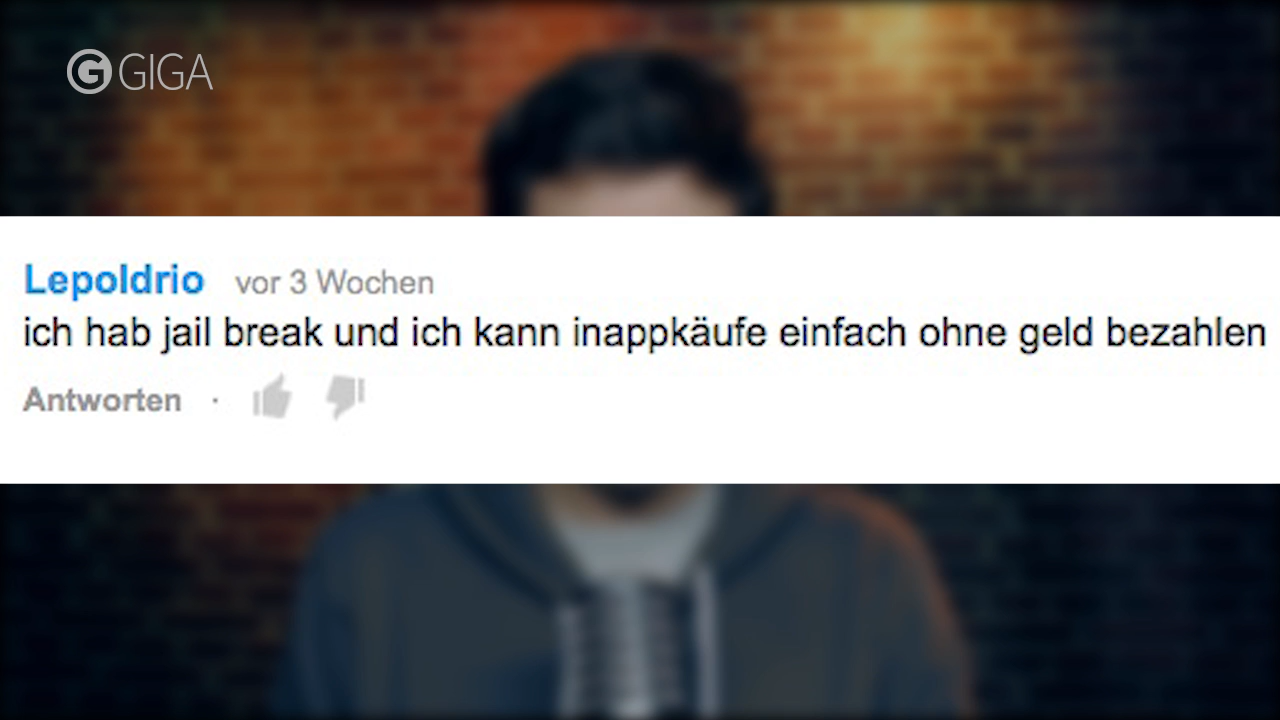 GIGA
Lepoldrio vor 3 Wochen
ich hab jail break und ich kann inappkäufe einfach ohne geld bezahlen
Antworten ·